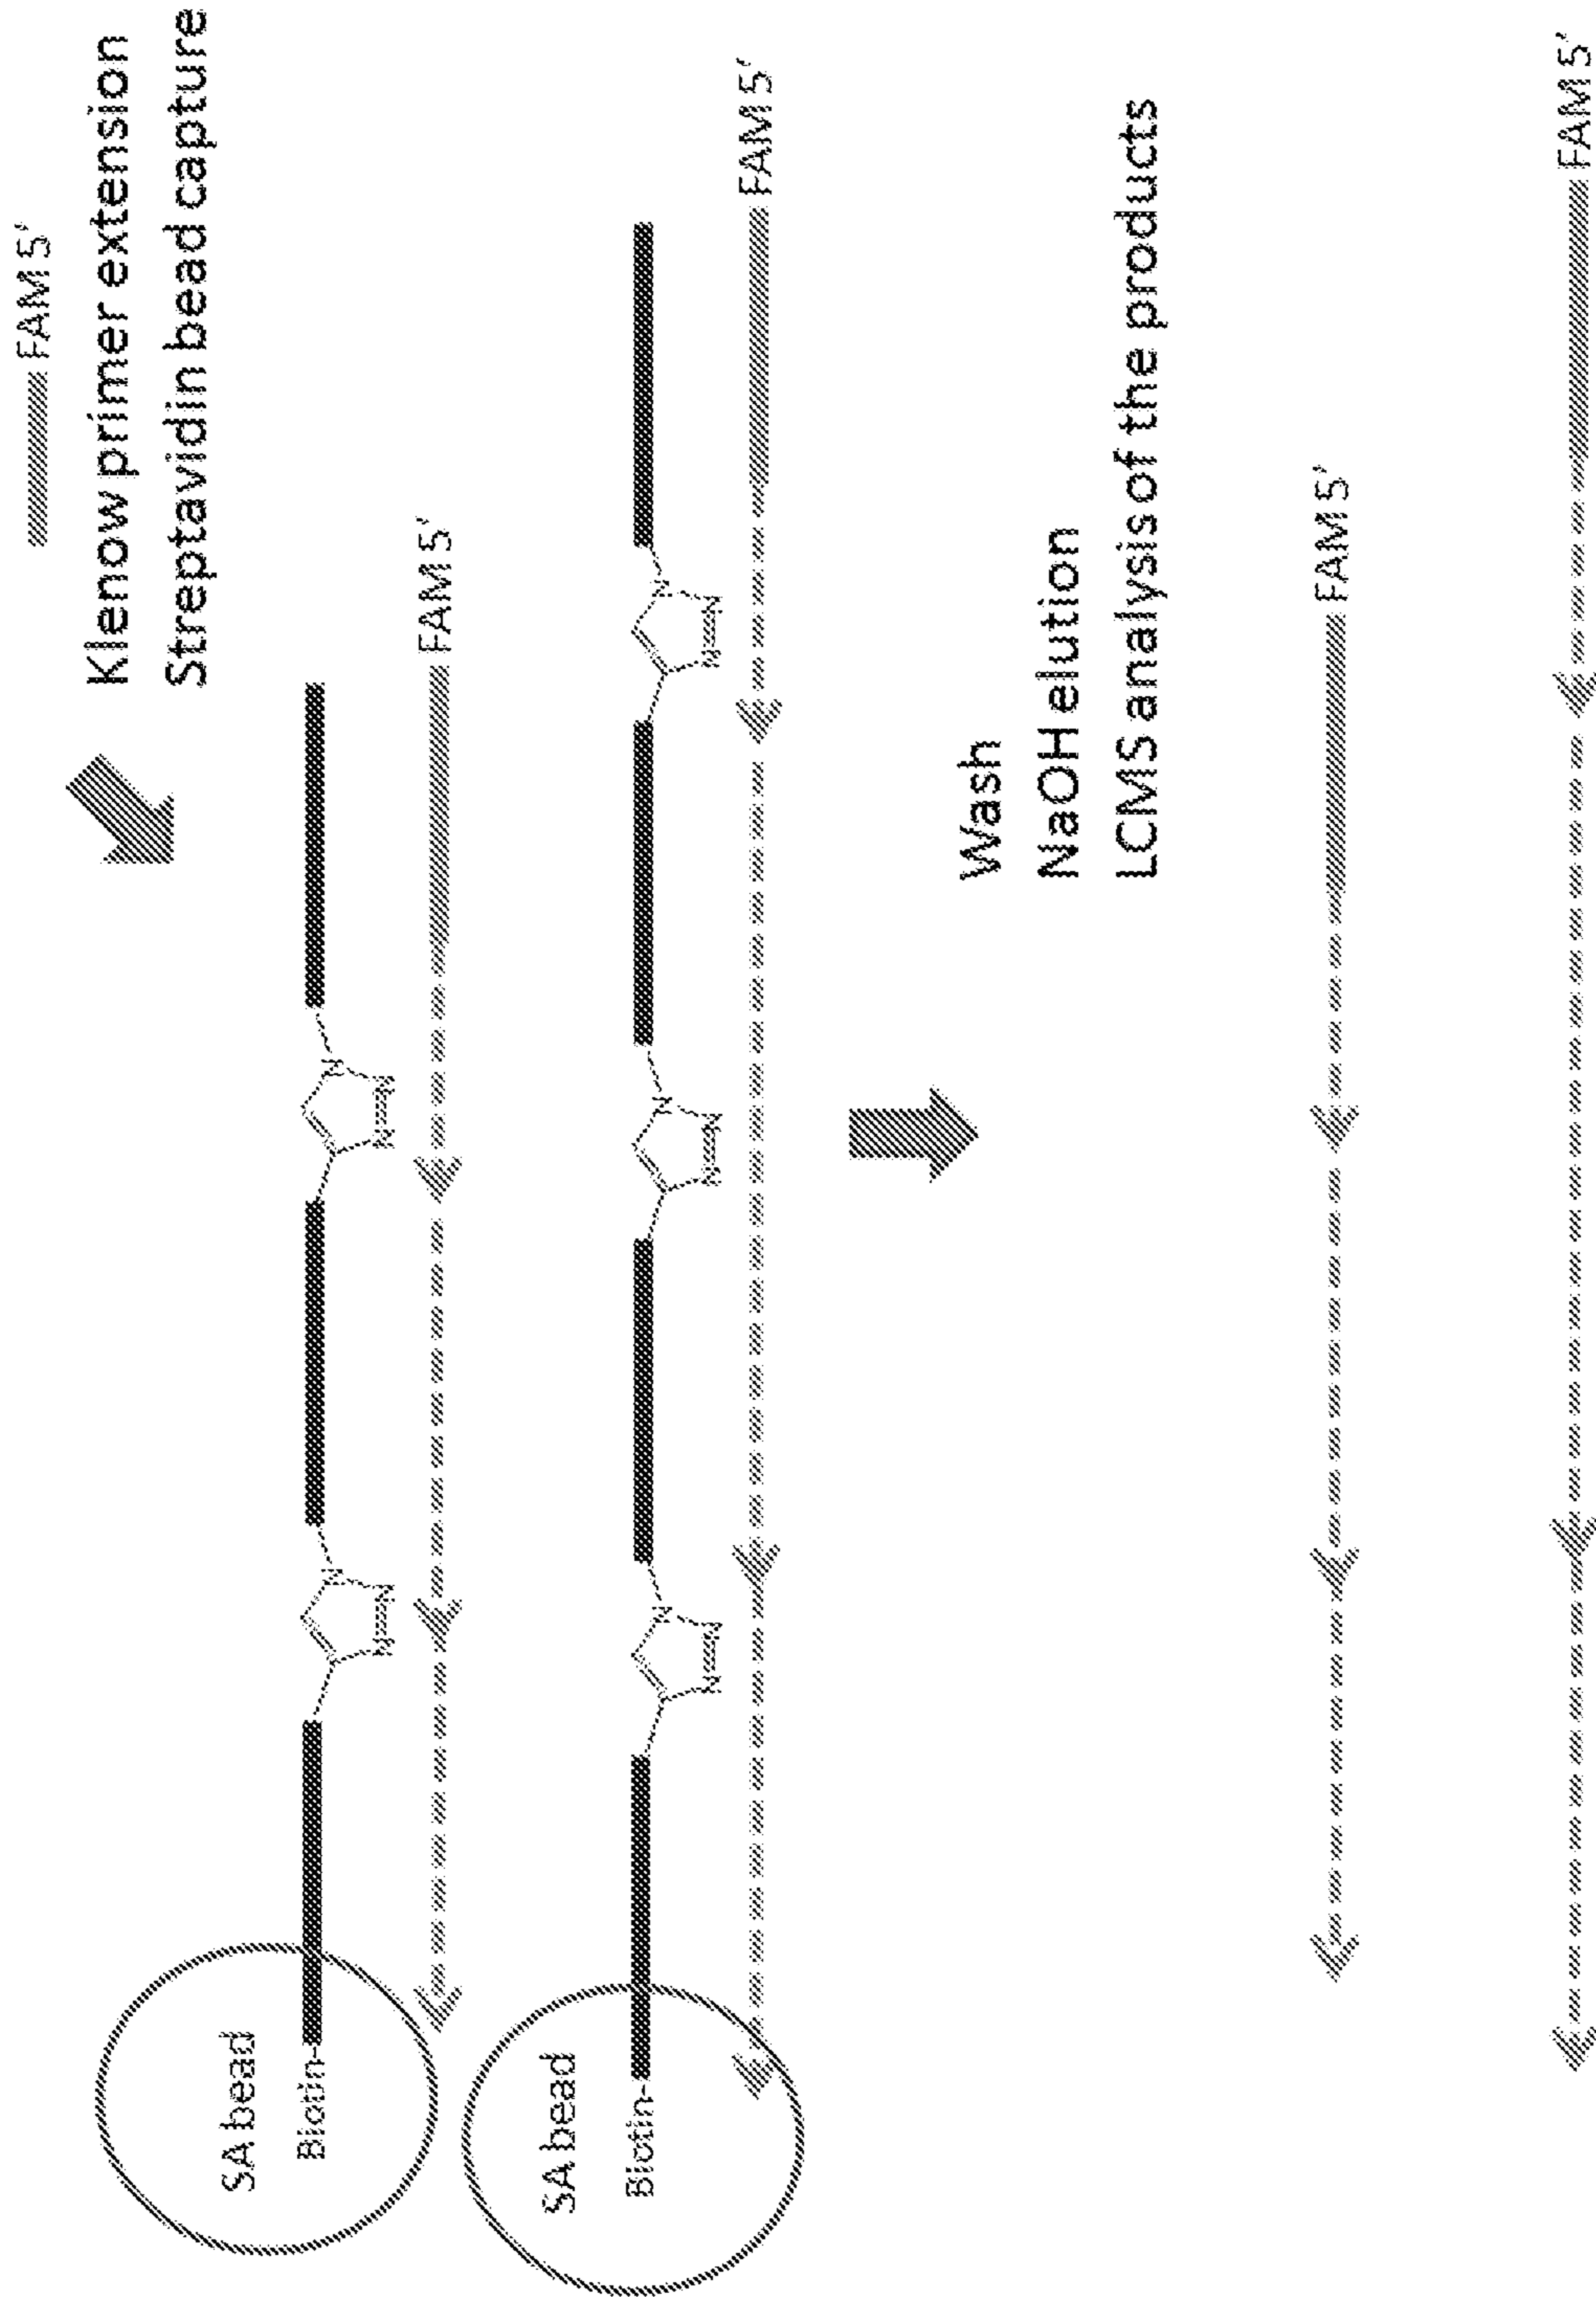 FAM 5'
Klenow primer extension
Streptavidin bead capture
SA bead
Biotin-
N N
N N N N
FAM 5'
SA bead
Biotin-
N N N
N N N N N N
FAM 5'
Wash
NaOH elution
LCMS analysis of the products
FAM 5'
FAM 5'